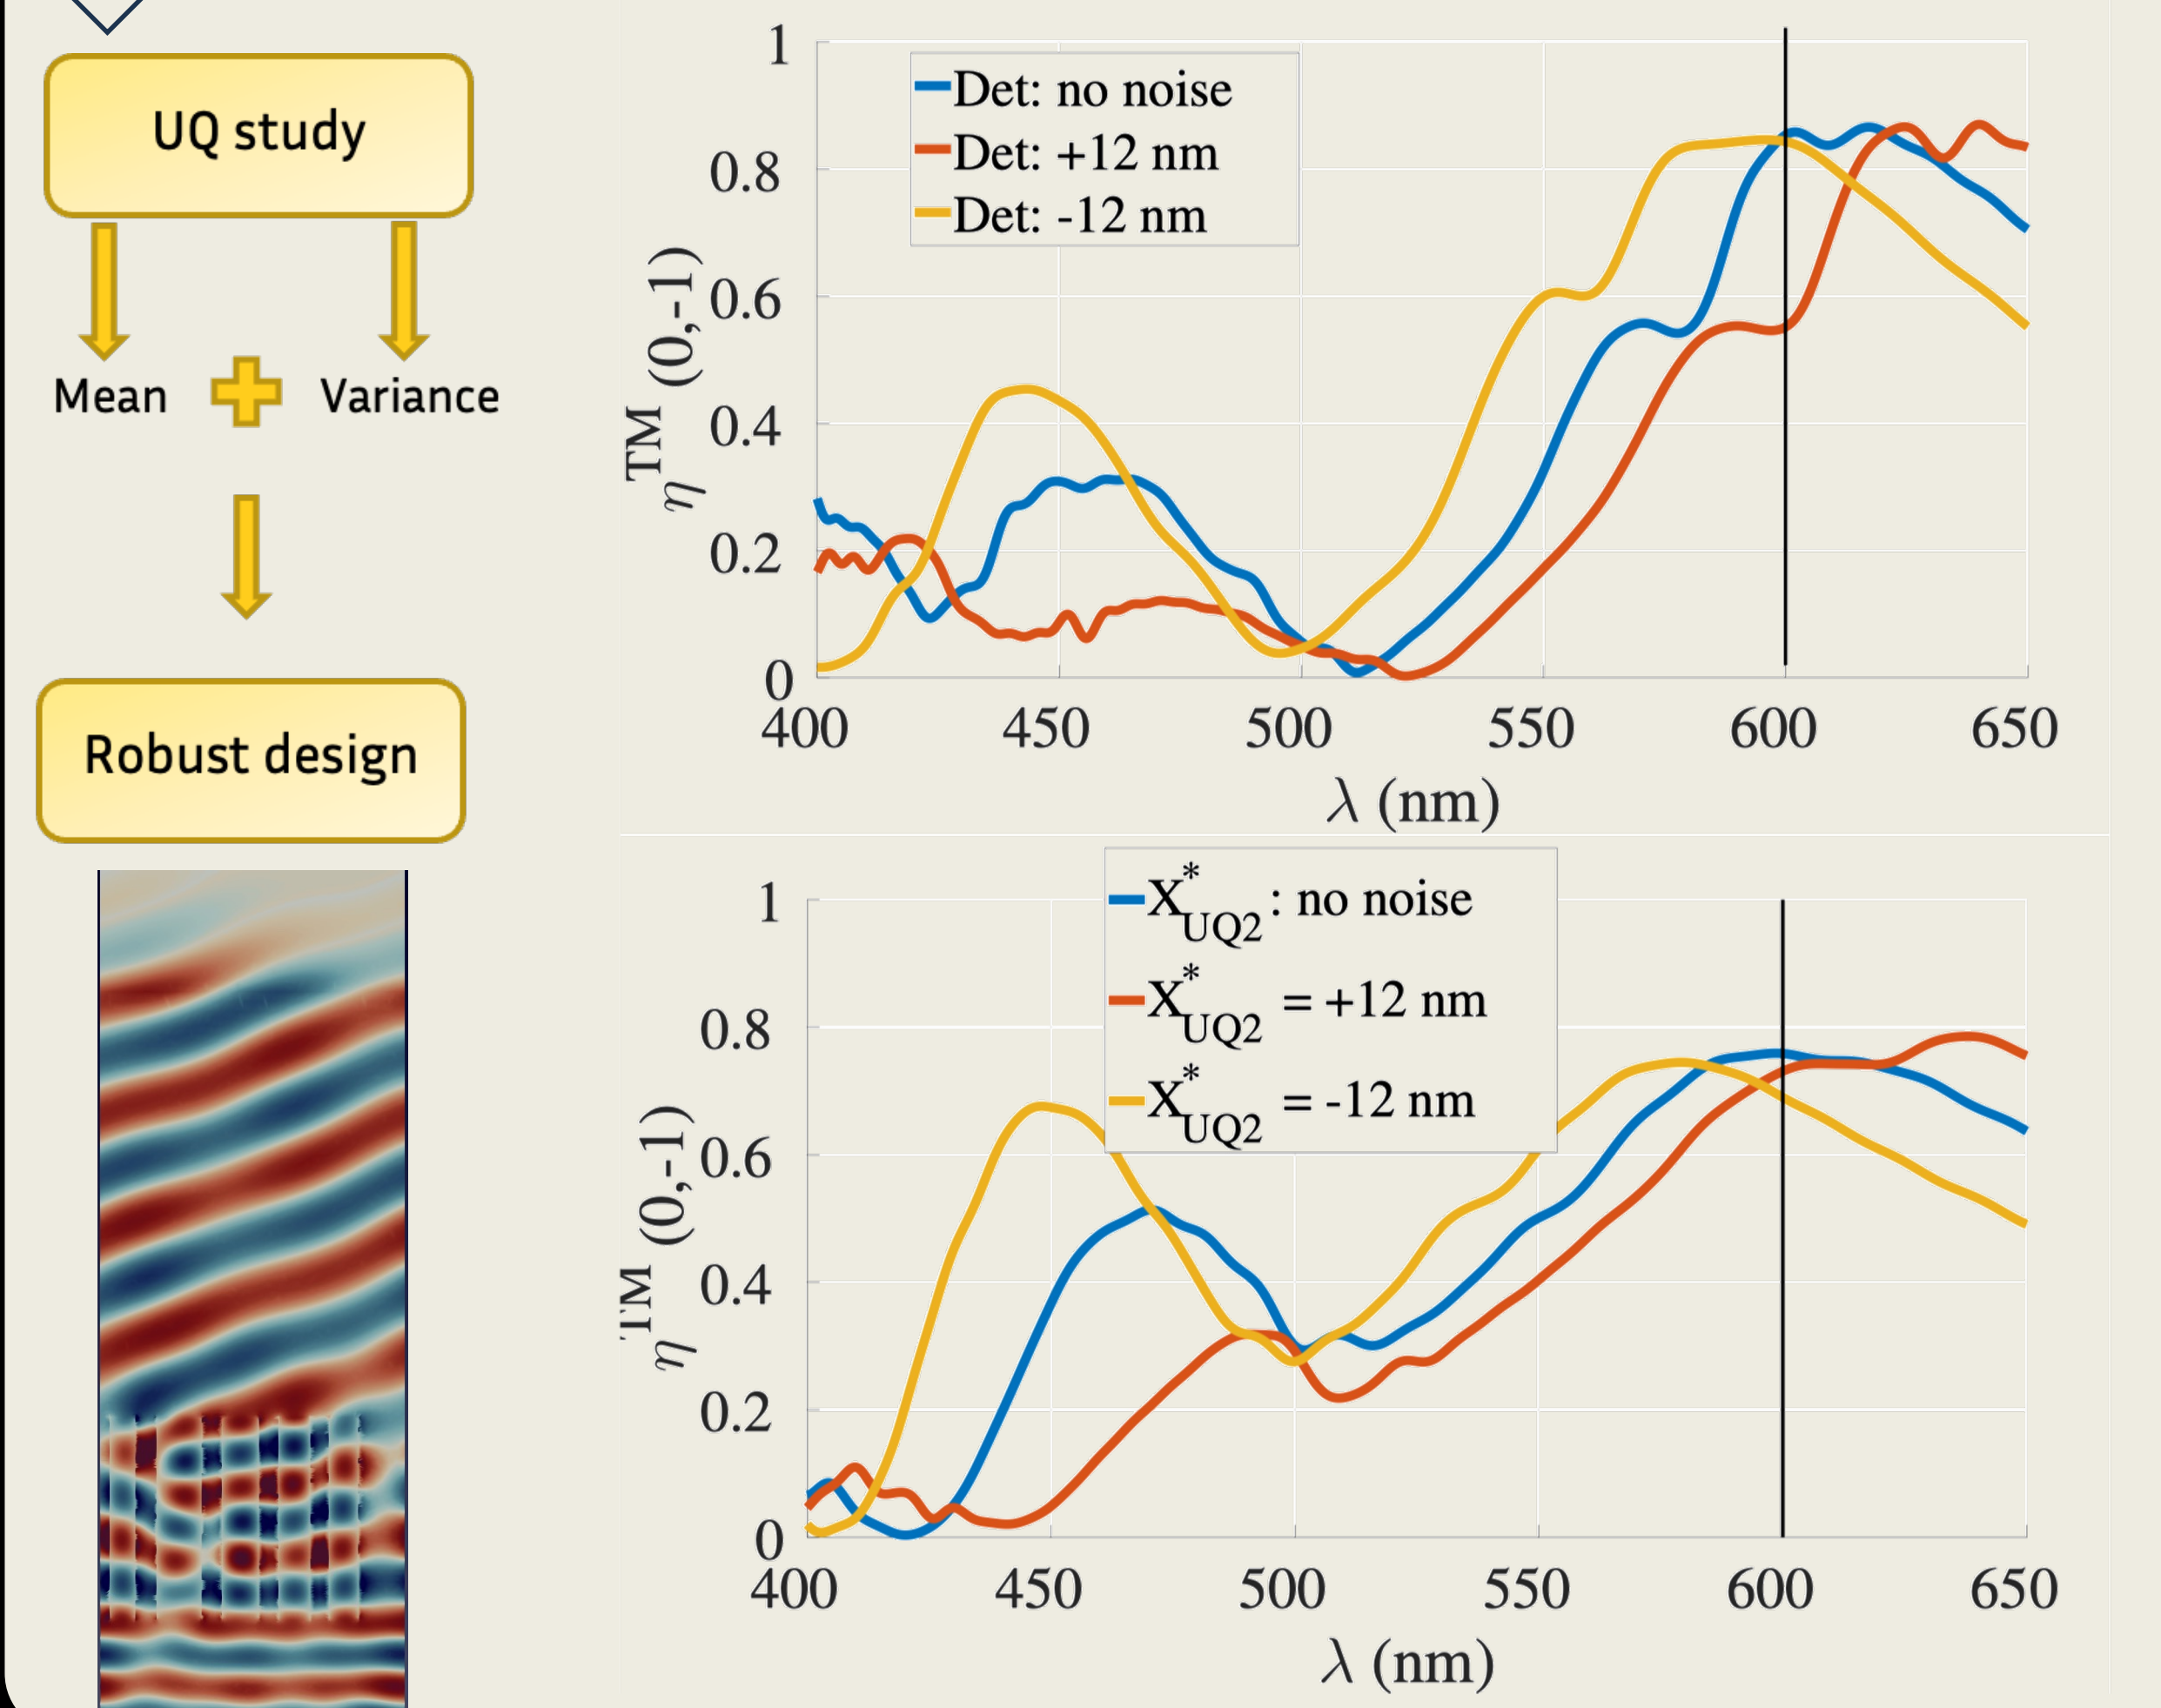 UQ study
Mean
Variance
Robust design
Det: no noise
Det: +12 nm
Det: -12 nm
η^TM (0,-1)
1
0.8
0.6
0.4
0.2
0
400 450 500 550 600 650
λ (nm)
X*_UQ2 : no noise
X*_UQ2 = +12 nm
X*_UQ2 = -12 nm
η^TM (0,-1)
1
0.8
0.6
0.4
0.2
0
400 450 500 550 600 650
λ (nm)